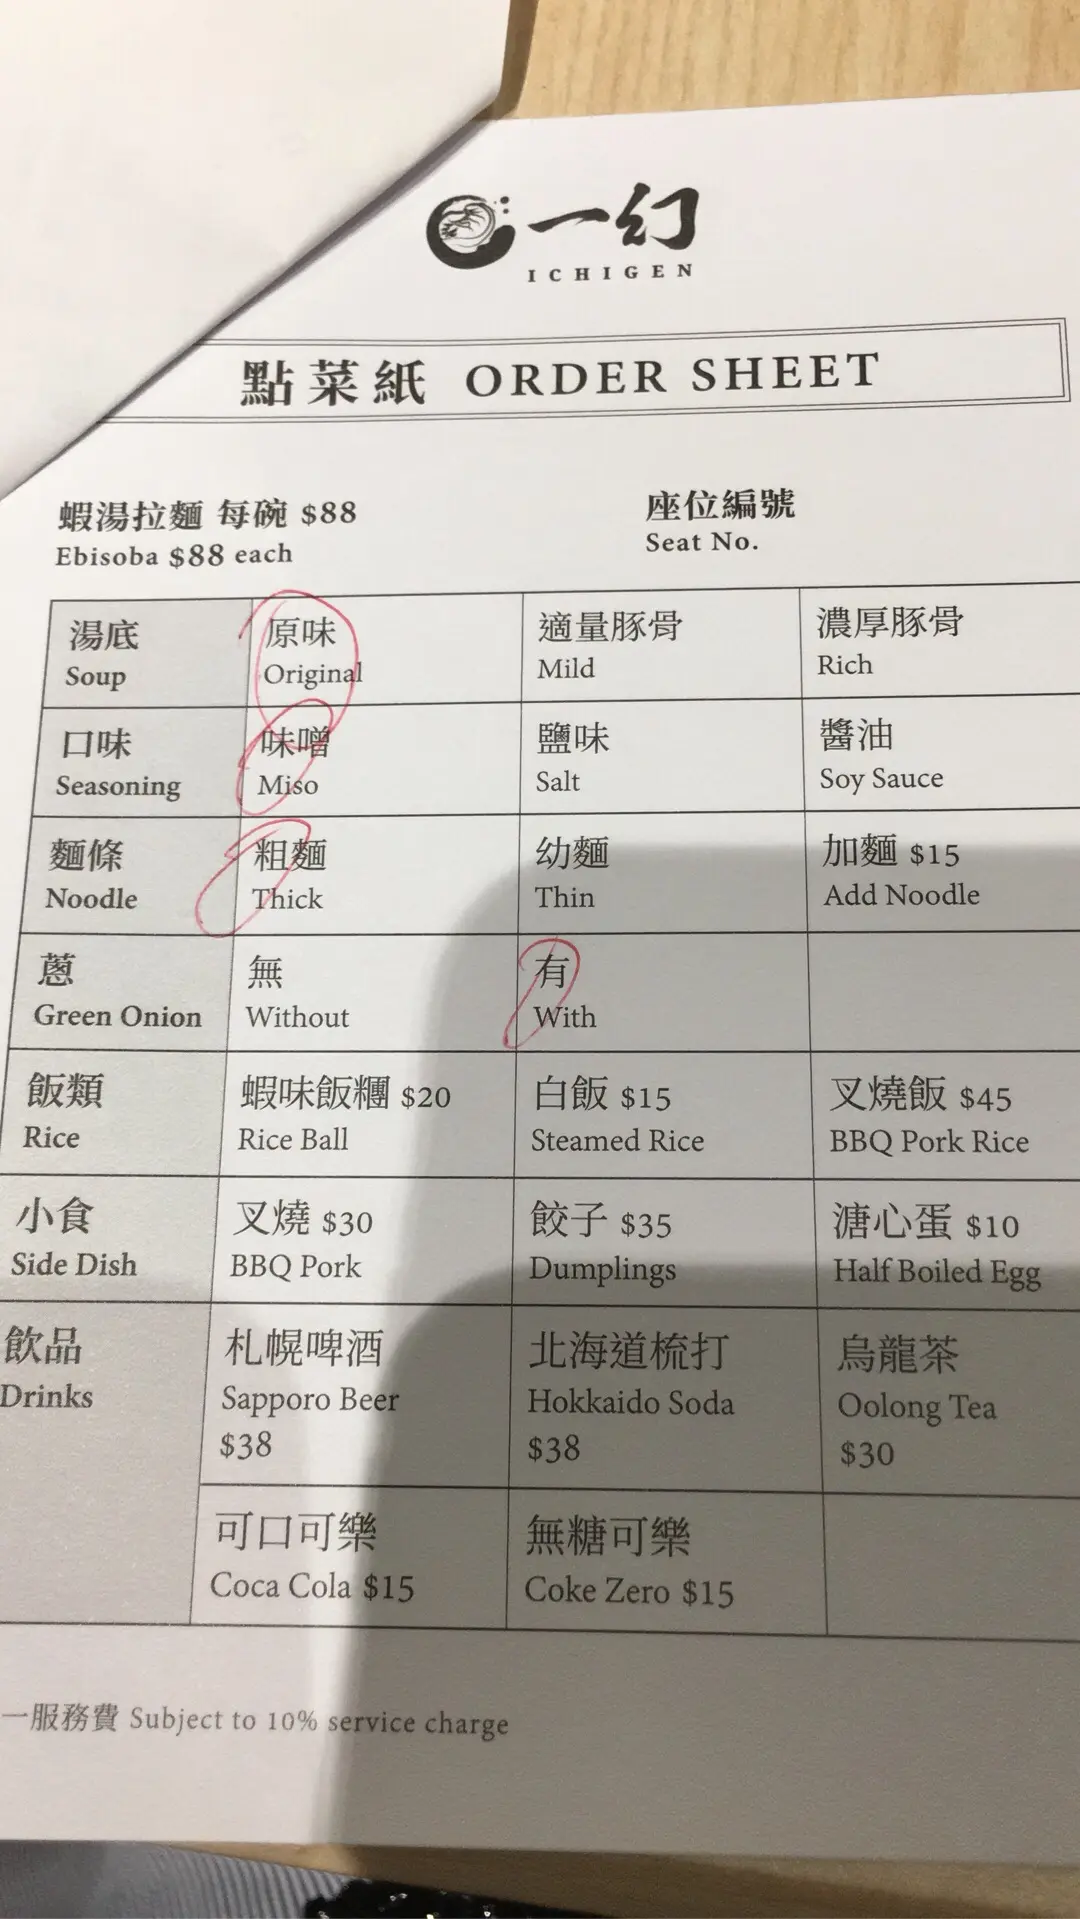 一幻
ICHIGEN
點菜紙 ORDER SHEET
蝦湯拉麵 每碗 $88
Ebisoba $88 each
座位編號
Seat No.
湯底
Soup
原味
Original
適量豚骨
Mild
濃厚豚骨
Rich
口味
Seasoning
味噌
Miso
鹽味
Salt
醬油
Soy Sauce
麵條
Noodle
粗麵
Thick
幼麵
Thin
加麵 $15
Add Noodle
蔥
Green Onion
無
Without
有
With
飯類
Rice
蝦味飯糰 $20
Rice Ball
白飯 $15
Steamed Rice
叉燒飯 $45
BBQ Pork Rice
小食
Side Dish
叉燒 $30
BBQ Pork
餃子 $35
Dumplings
溏心蛋 $10
Half Boiled Egg
飲品
Drinks
札幌啤酒
Sapporo Beer
$38
北海道梳打
Hokkaido Soda
$38
烏龍茶
Oolong Tea
$30
可口可樂
Coca Cola $15
無糖可樂
Coke Zero $15
一服務費 Subject to 10% service charge